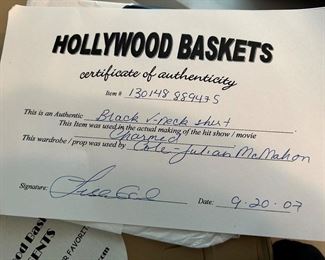 HOLLYWOOD BASKETS
certificate of authenticity
Item # 130148 889475
This is an Authentic Black v-neck shirt
This Item was used in the actual making of the hit show / movie
Charmed
This wardrobe / prop was used by Cole-Julian McMahon
Signature: Date: 9-20-07